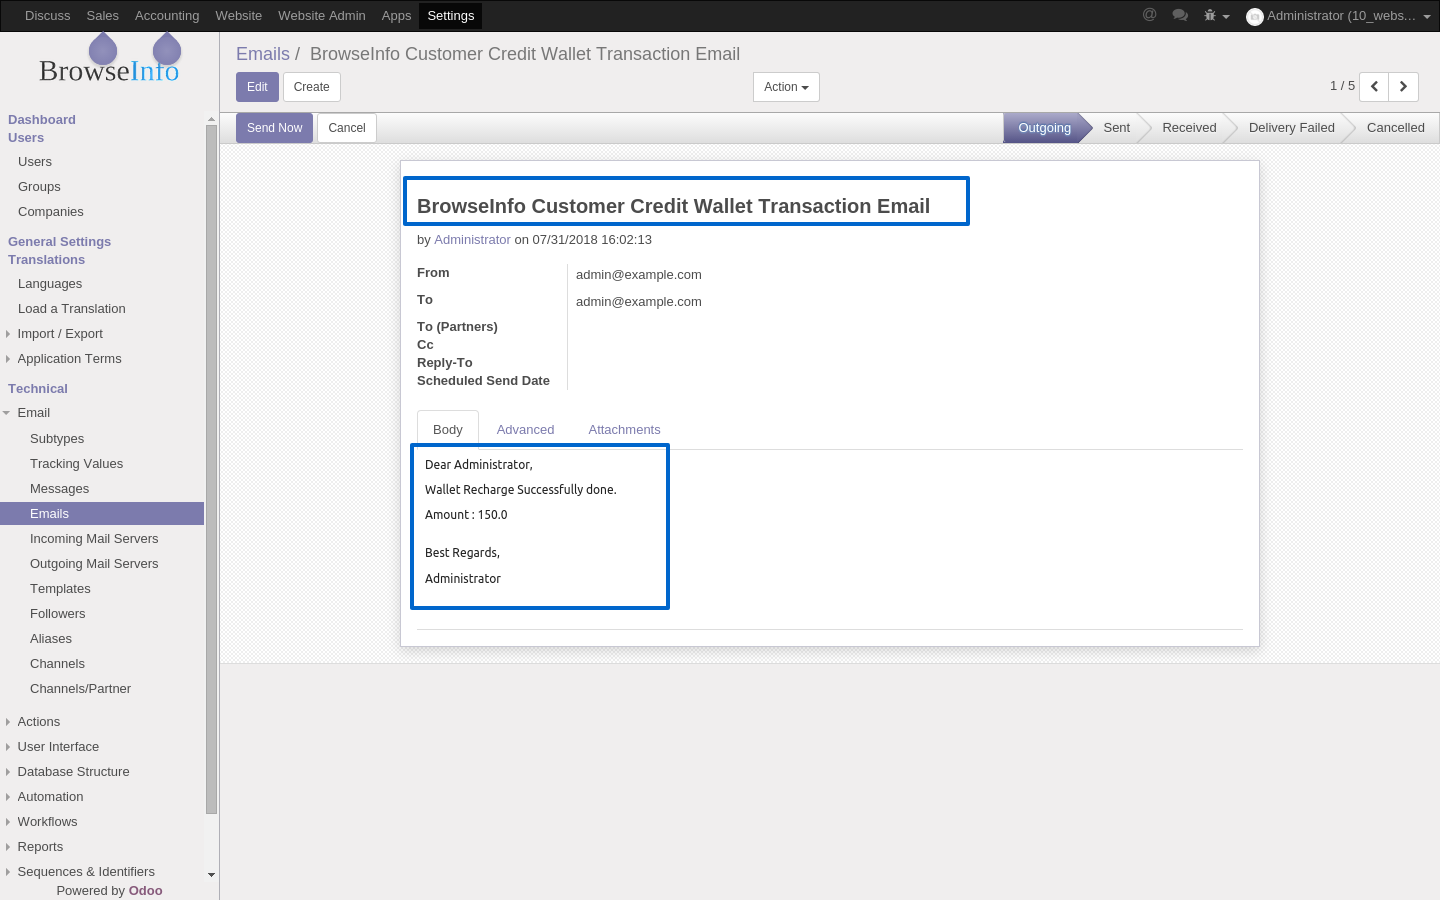 Discuss Sales Accounting Website Website Admin Apps Settings @ Administrator (10_webs...
BrowseInfo
Emails / BrowseInfo Customer Credit Wallet Transaction Email
Edit Create Action 1 / 5
Send Now Cancel Outgoing Sent Received Delivery Failed Cancelled
Dashboard
Users
Users
Groups
Companies
General Settings
Translations
Languages
Load a Translation
Import / Export
Application Terms
Technical
Email
Subtypes
Tracking Values
Messages
Emails
Incoming Mail Servers
Outgoing Mail Servers
Templates
Followers
Aliases
Channels
Channels/Partner
Actions
User Interface
Database Structure
Automation
Workflows
Reports
Sequences & Identifiers
Powered by Odoo
BrowseInfo Customer Credit Wallet Transaction Email
by Administrator on 07/31/2018 16:02:13
From admin@example.com
To admin@example.com
To (Partners)
Cc
Reply-To
Scheduled Send Date
Body Advanced Attachments
Dear Administrator,
Wallet Recharge Successfully done.
Amount : 150.0
Best Regards,
Administrator